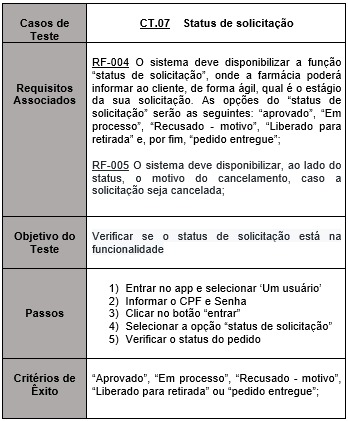 Casos de Teste
CT.07 Status de solicitação
Requisitos Associados
RF-004 O sistema deve disponibilizar a função
“status de solicitação”, onde a farmácia poderá
informar ao cliente, de forma ágil, qual é o estágio
da sua solicitação. As opções do “status de
solicitação” serão as seguintes: “aprovado”, “Em
processo”, “Recusado - motivo”, “Liberado para
retirada” e, por fim, “pedido entregue”;
RF-005 O sistema deve disponibilizar, ao lado do
status, o motivo do cancelamento, caso a
solicitação seja cancelada;
Objetivo do Teste
Verificar se o status de solicitação está na
funcionalidade
Passos
1) Entrar no app e selecionar ‘Um usuário’
2) Informar o CPF e Senha
3) Clicar no botão “entrar”
4) Selecionar a opção “status de solicitação”
5) Verificar o status do pedido
Critérios de Êxito
“Aprovado”, “Em processo”, “Recusado - motivo”,
“Liberado para retirada” ou “pedido entregue”;